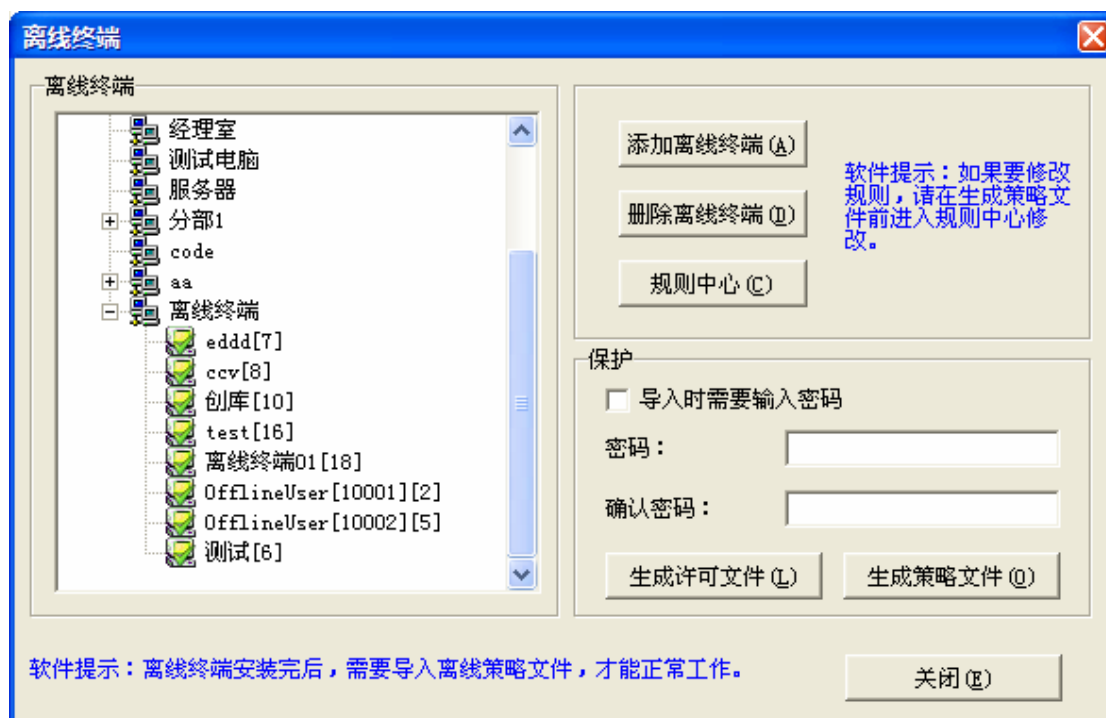 离线终端
离线终端
经理室
测试电脑
服务器
分部1
code
aa
离线终端
eddd[7]
ccv[8]
创库[10]
test[16]
离线终端01[18]
OfflineUser[10001][2]
OfflineUser[10002][5]
测试[6]
添加离线终端(A)
删除离线终端(D)
规则中心(C)
软件提示：如果要修改
规则，请在生成策略文
件前进入规则中心修
改。
保护
导入时需要输入密码
密码：
确认密码：
生成许可文件(L)
生成策略文件(O)
软件提示：离线终端安装完后，需要导入离线策略文件，才能正常工作。
关闭(E)